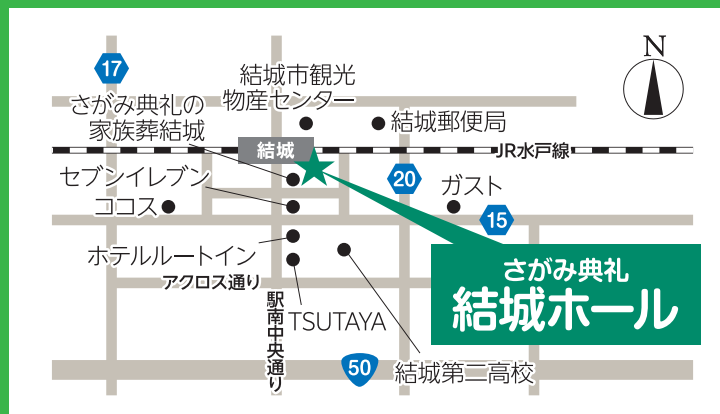 N
17
結城市観光
物産センター
さがみ典礼の
家族葬結城
結城郵便局
結城
JR水戸線
セブンイレブン
20
ガスト
ココス
15
ホテルルートイン
さがみ典礼
結城ホール
アクロス通り
駅南中央通り
TSUTAYA
50
結城第二高校